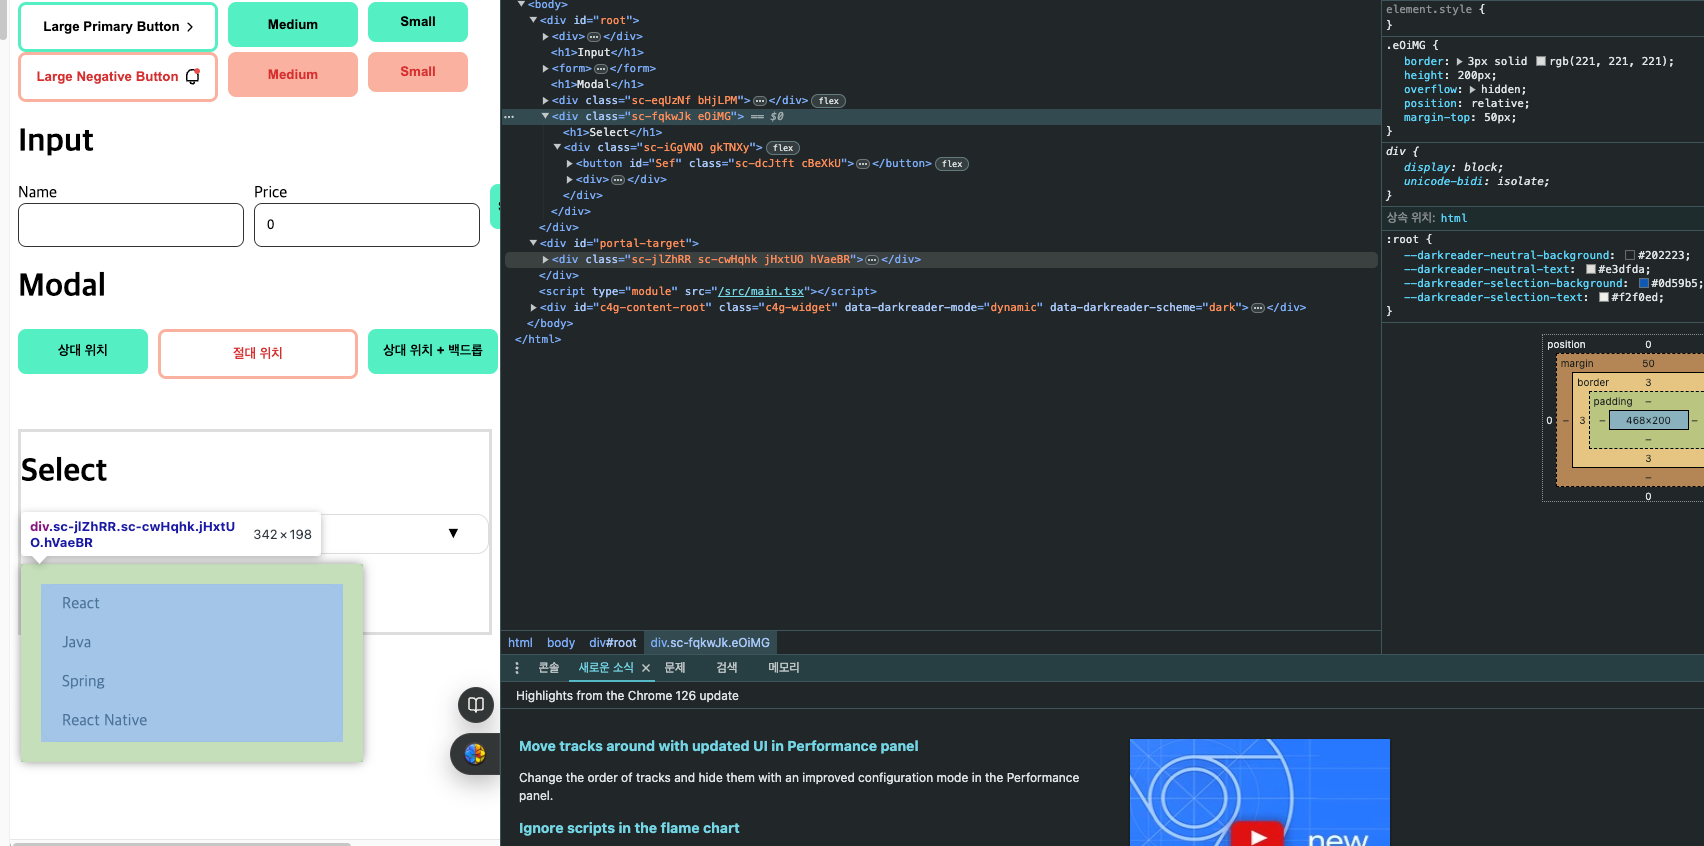 Large Primary Button >
Medium
Small
Large Negative Button
Medium
Small
Input
Name
Price
0
Modal
상대 위치
절대 위치
상대 위치 + 백드롭
Select
div.sc-jlZhRR.sc-cwHqhk.jHxtU
O.hVaeBR
342 × 198
▼
React
Java
Spring
React Native
▼<body>
▼<div id="root">
▶<div>⋯</div>
<h1>Input</h1>
▶<form>⋯</form>
<h1>Modal</h1>
▶<div class="sc-eqUzNf bHjLPM">⋯</div> flex
⋯ ▼<div class="sc-fqkwJk eOiMG"> == $0
<h1>Select</h1>
▼<div class="sc-iGgVNO gkTNXy"> flex
▶<button id="Sef" class="sc-dcJtft cBeXkU">⋯</button> flex
▶<div>⋯</div>
</div>
</div>
</div>
▼<div id="portal-target">
▶<div class="sc-jlZhRR sc-cwHqhk jHxtUO hVaeBR">⋯</div>
</div>
<script type="module" src="/src/main.tsx"></script>
▶<div id="c4g-content-root" class="c4g-widget" data-darkreader-mode="dynamic" data-darkreader-scheme="dark">⋯</div>
</body>
</html>
html body div#root div.sc-fqkwJk.eOiMG
element.style {
}
.eOiMG {
border: ▶ 3px solid rgb(221, 221, 221);
height: 200px;
overflow: ▶ hidden;
position: relative;
margin-top: 50px;
}
div {
display: block;
unicode-bidi: isolate;
}
상속 위치: html
:root {
--darkreader-neutral-background: #202223;
--darkreader-neutral-text: #e3dfda;
--darkreader-selection-background: #0d59b5;
--darkreader-selection-text: #f2f0ed;
}
position 0
margin 50
border 3
padding –
0 – 3 – 468×200 –
–
3
–
0
콘솔 새로운 소식 × 문제 검색 메모리
Highlights from the Chrome 126 update
Move tracks around with updated UI in Performance panel
Change the order of tracks and hide them with an improved configuration mode in the Performance
panel.
Ignore scripts in the flame chart
new